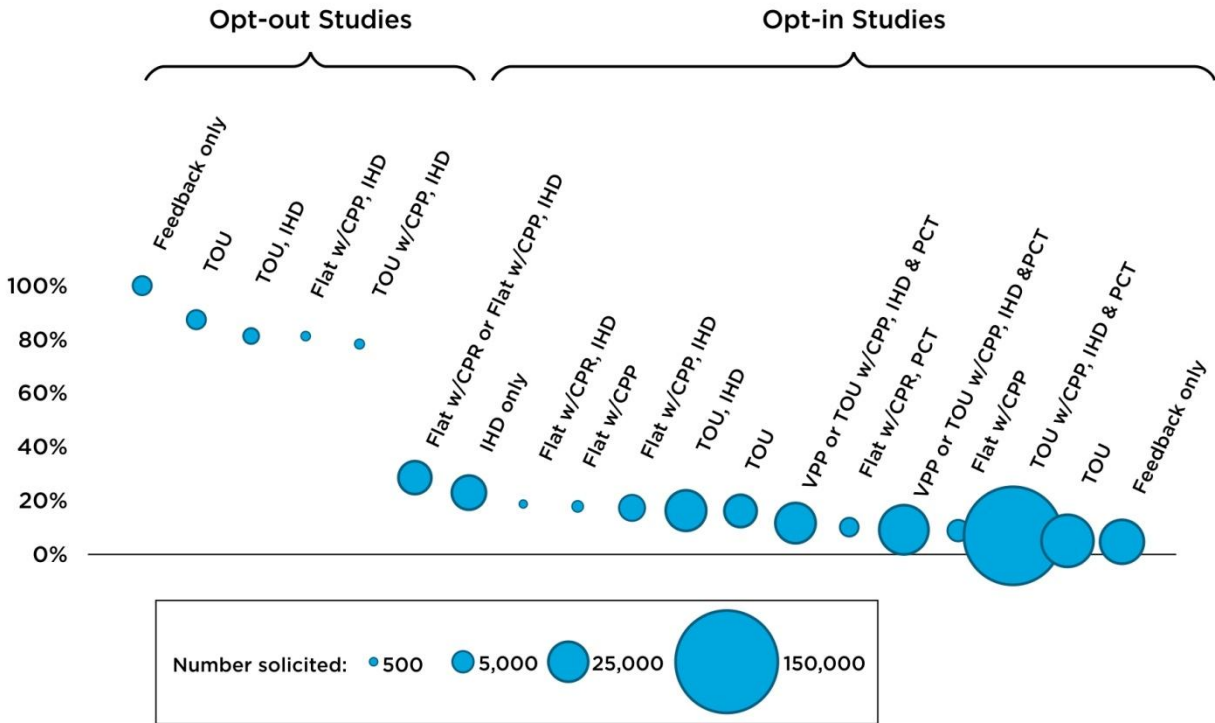 Opt-out Studies
Opt-in Studies
Feedback only
TOU
TOU, IHD
Flat w/CPP, IHD
TOU w/CPP, IHD
Flat w/CPR or Flat w/CPP, IHD
IHD only
Flat w/CPR, IHD
Flat w/CPP
Flat w/CPP, IHD
TOU, IHD
TOU
VPP or TOU w/CPP, IHD & PCT
Flat w/CPR, PCT
VPP or TOU w/CPP, IHD &PCT
Flat w/CPP
TOU w/CPP, IHD & PCT
TOU
Feedback only
100%
80%
60%
40%
20%
0%
Number solicited: 500 5,000 25,000 150,000